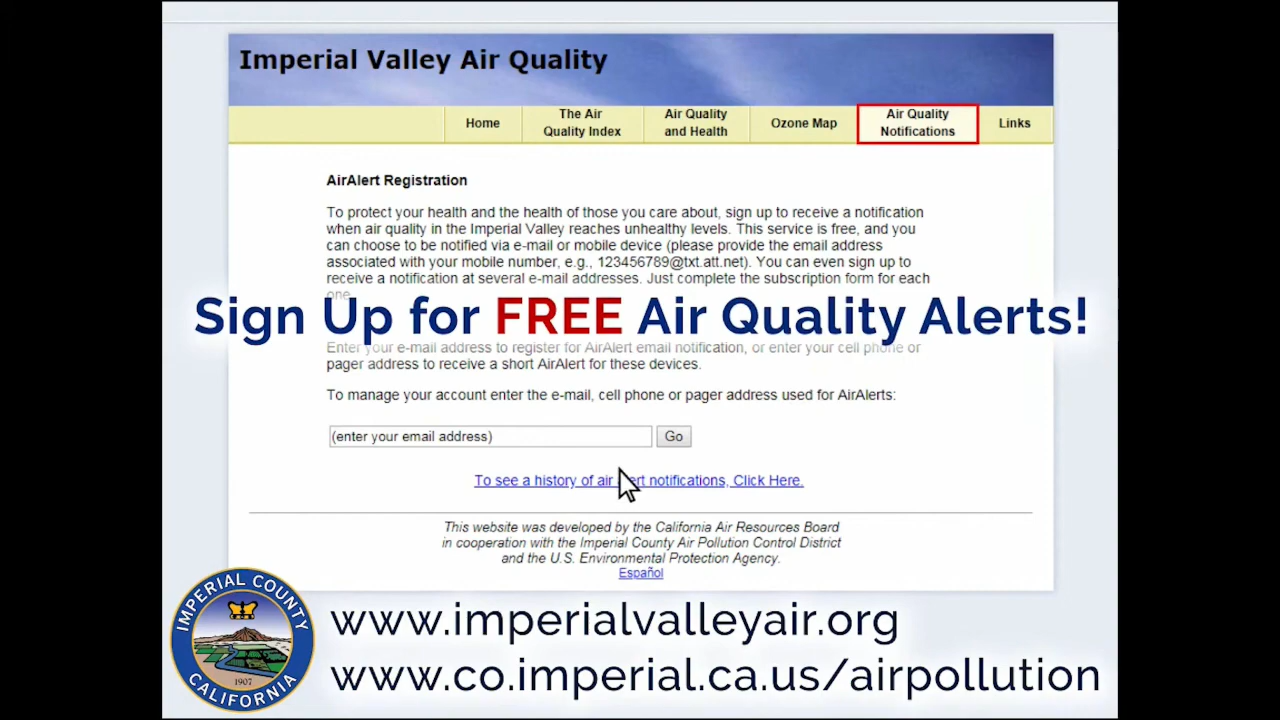 Imperial Valley Air Quality
Home
The Air
Quality Index
Air Quality
and Health
Ozone Map
Air Quality
Notifications
Links
AirAlert Registration
To protect your health and the health of those you care about, sign up to receive a notification
when air quality in the Imperial Valley reaches unhealthy levels. This service is free, and you
can choose to be notified via e-mail or mobile device (please provide the email address
associated with your mobile number, e.g., 123456789@txt.att.net). You can even sign up to
receive a notification at several e-mail addresses. Just complete the subscription form for each
one.
Sign Up for FREE Air Quality Alerts!
Enter your e-mail address to register for AirAlert email notification, or enter your cell phone or
pager address to receive a short AirAlert for these devices.
To manage your account enter the e-mail, cell phone or pager address used for AirAlerts:
(enter your email address)
Go
To see a history of air alert notifications, Click Here.
This website was developed by the California Air Resources Board
in cooperation with the Imperial County Air Pollution Control District
and the U.S. Environmental Protection Agency.
Español
IMPERIAL COUNTY
1907
CALIFORNIA
www.imperialvalleyair.org
www.co.imperial.ca.us/airpollution